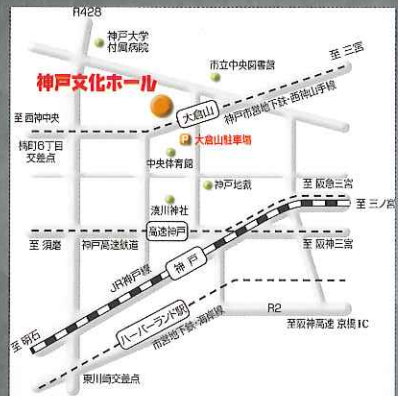 R428
神戸大学
付属病院
市立中央図書館
至 三宮
神戸文化ホール
大倉山
神戸市営地下鉄・西神山手線
至 西神中央
P 大倉山駐車場
楠町6丁目
交差点
中央体育館
神戸地裁
至 阪急三宮
湊川神社
至 三ノ宮
高速神戸
至 須磨
神戸高速鉄道
至 阪神三宮
神戸
JR神戸線
R2
ハーバーランド駅
市営地下鉄・海岸線
至阪神高速 京橋IC
至 明石
東川崎交差点